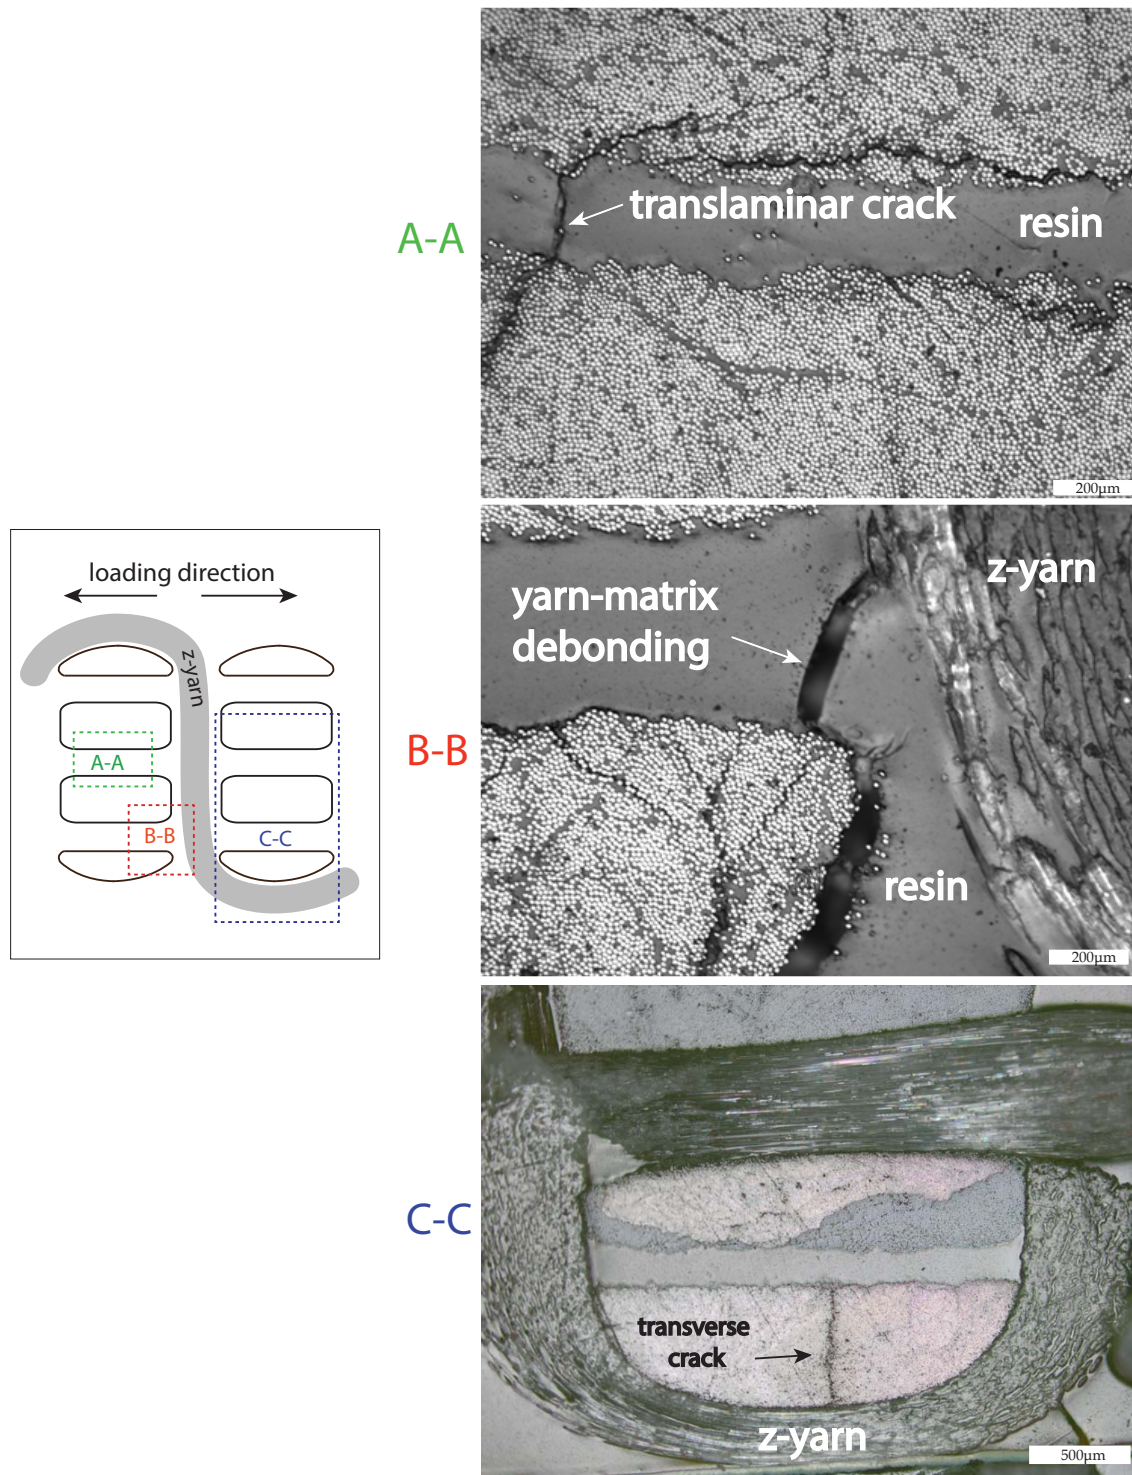 A-A
translaminar crack
resin
200µm
loading direction
z-yarn
A-A
B-B
C-C
B-B
yarn-matrix
debonding
z-yarn
resin
200µm
C-C
transverse
crack
z-yarn
500µm